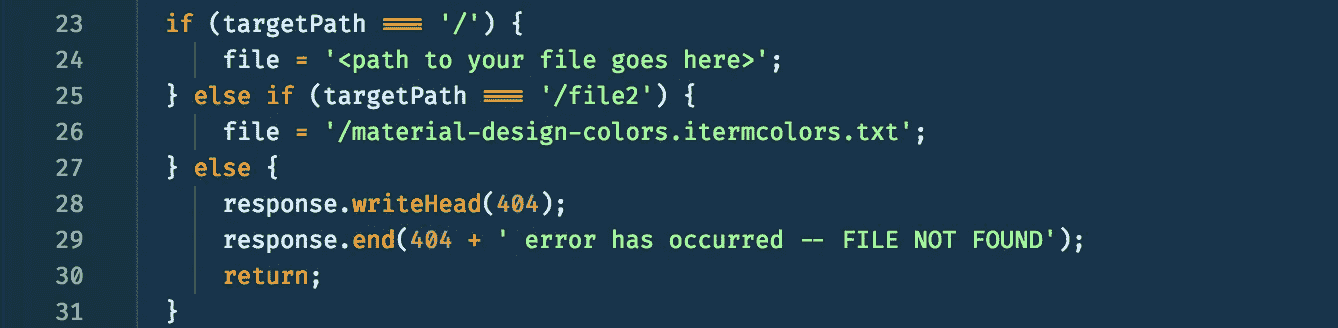 23 if (targetPath === '/') {
24 file = '<path to your file goes here>';
25 } else if (targetPath === '/file2') {
26 file = '/material-design-colors.itermcolors.txt';
27 } else {
28 response.writeHead(404);
29 response.end(404 + ' error has occurred -- FILE NOT FOUND');
30 return;
31 }